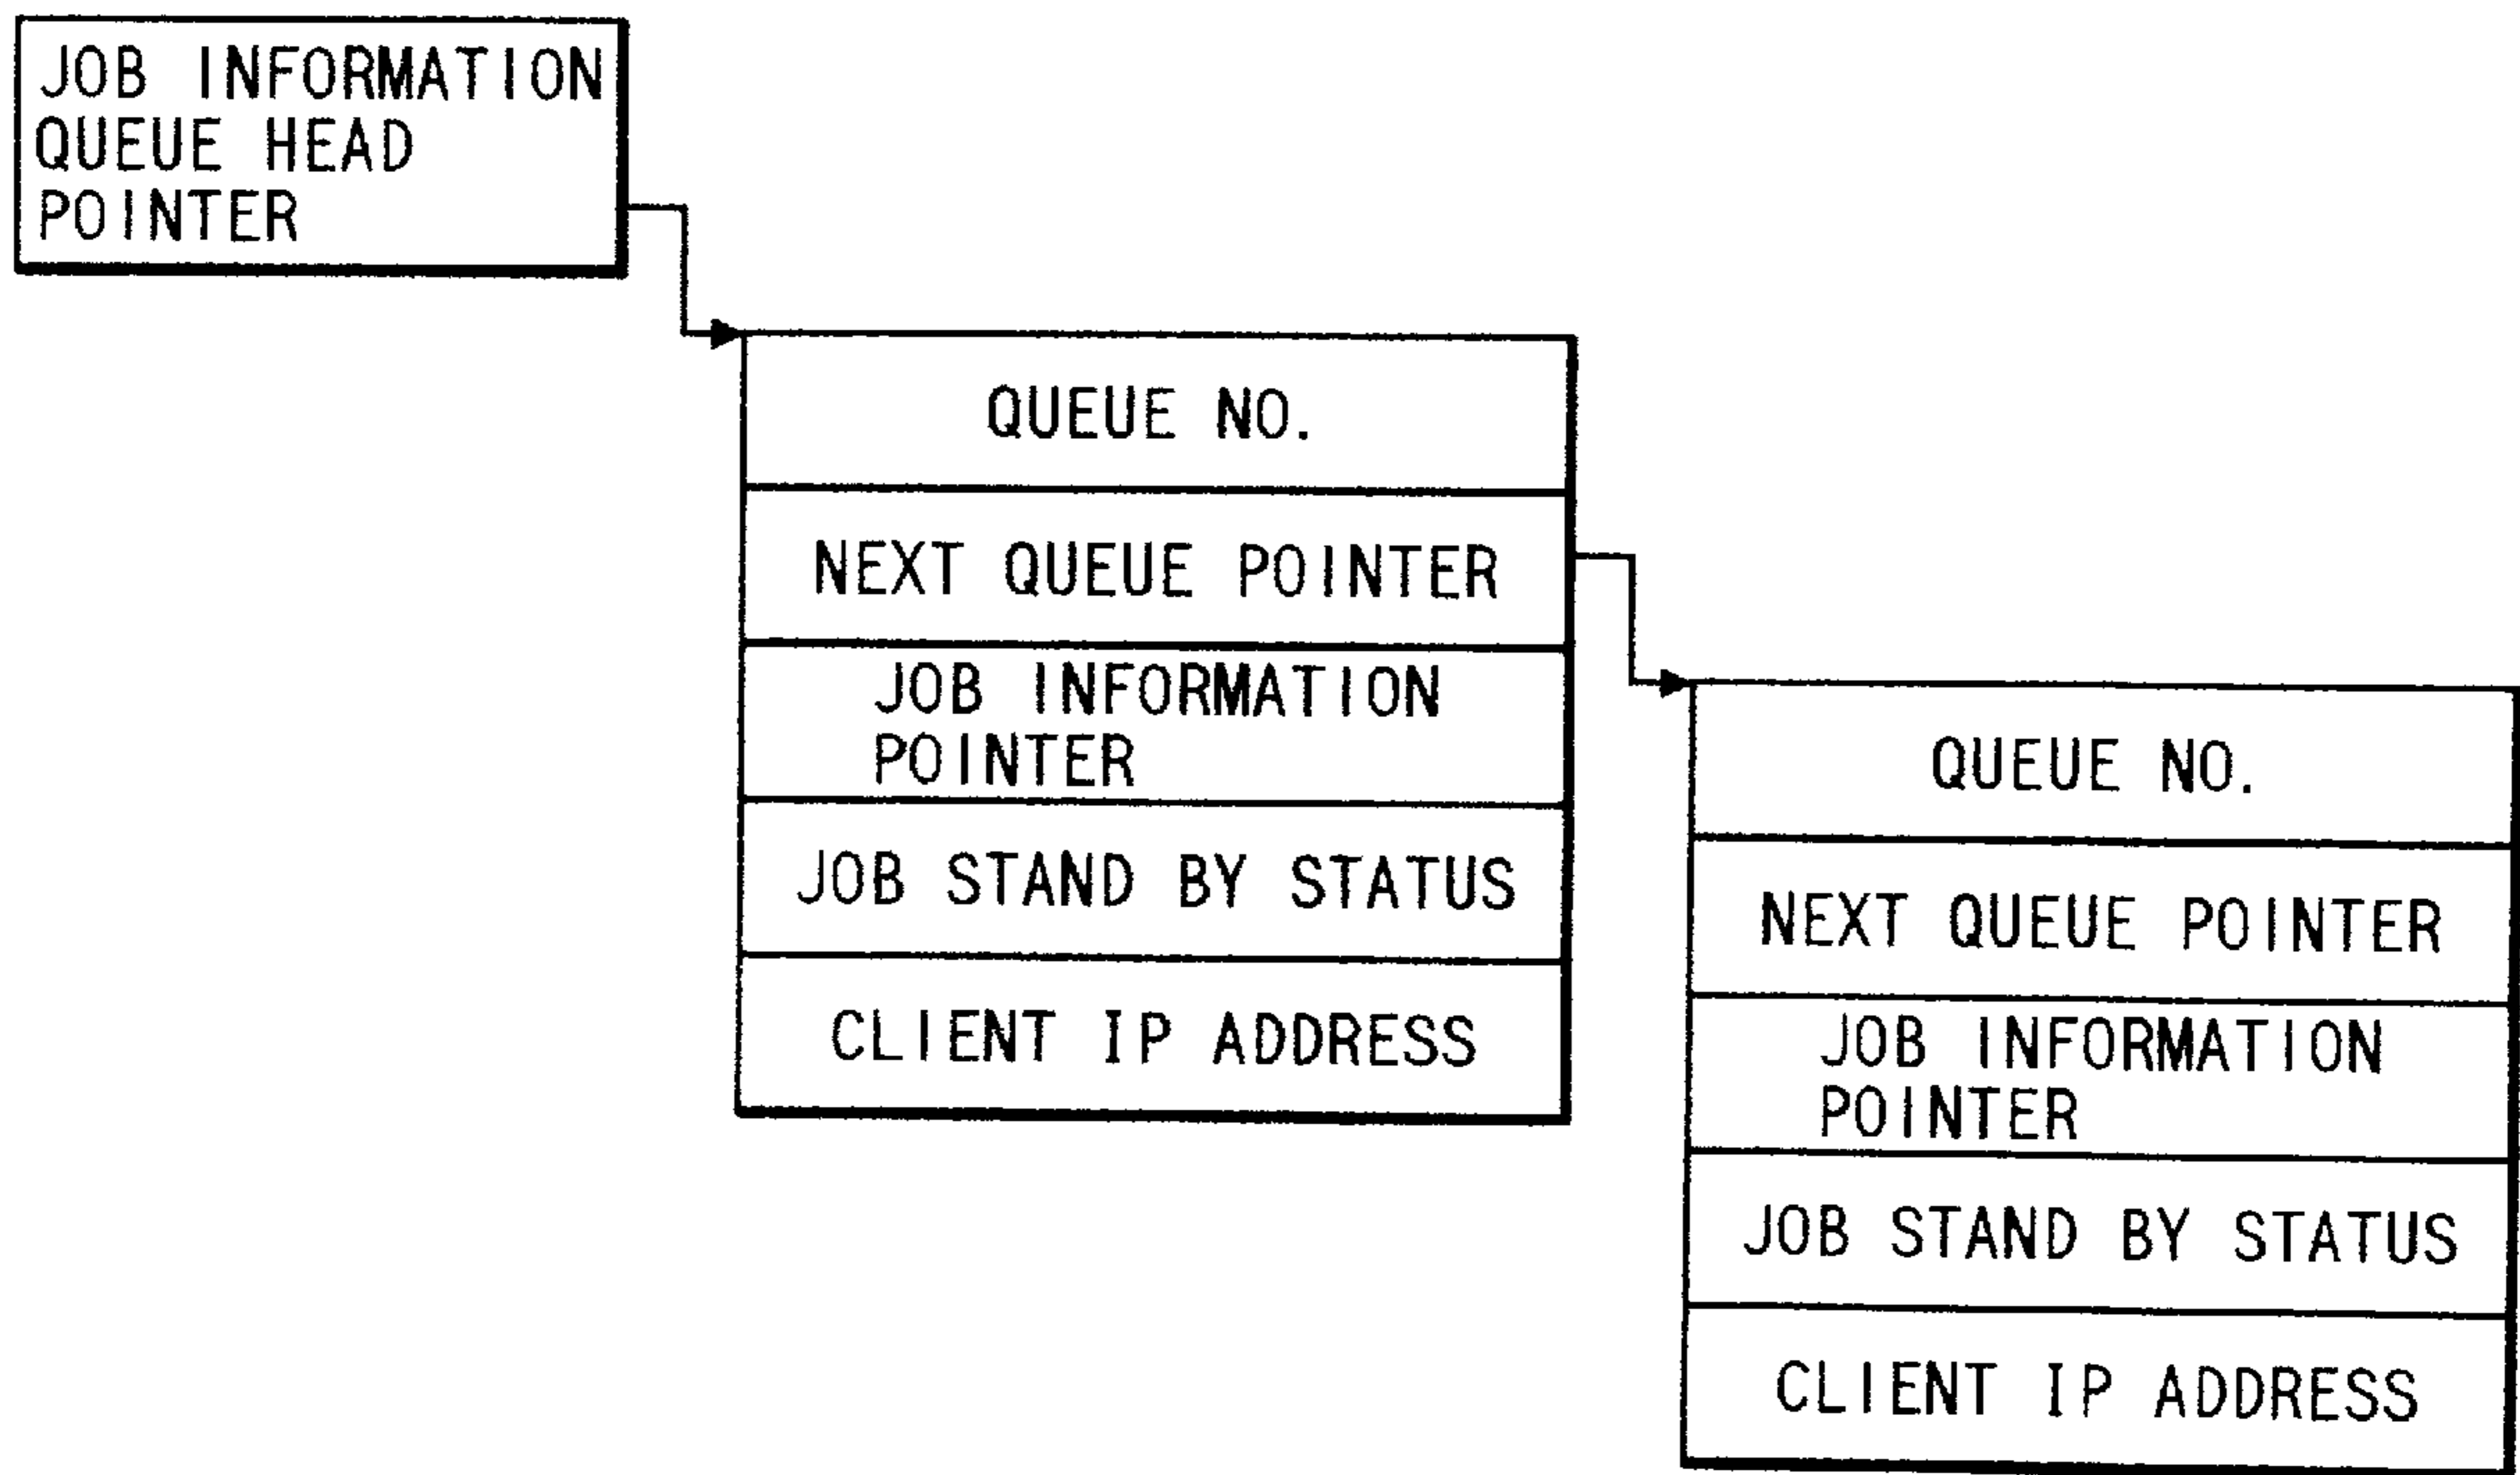 JOB INFORMATION
QUEUE HEAD
POINTER
QUEUE NO.
NEXT QUEUE POINTER
JOB INFORMATION
POINTER
JOB STAND BY STATUS
CLIENT IP ADDRESS
QUEUE NO.
NEXT QUEUE POINTER
JOB INFORMATION
POINTER
JOB STAND BY STATUS
CLIENT IP ADDRESS